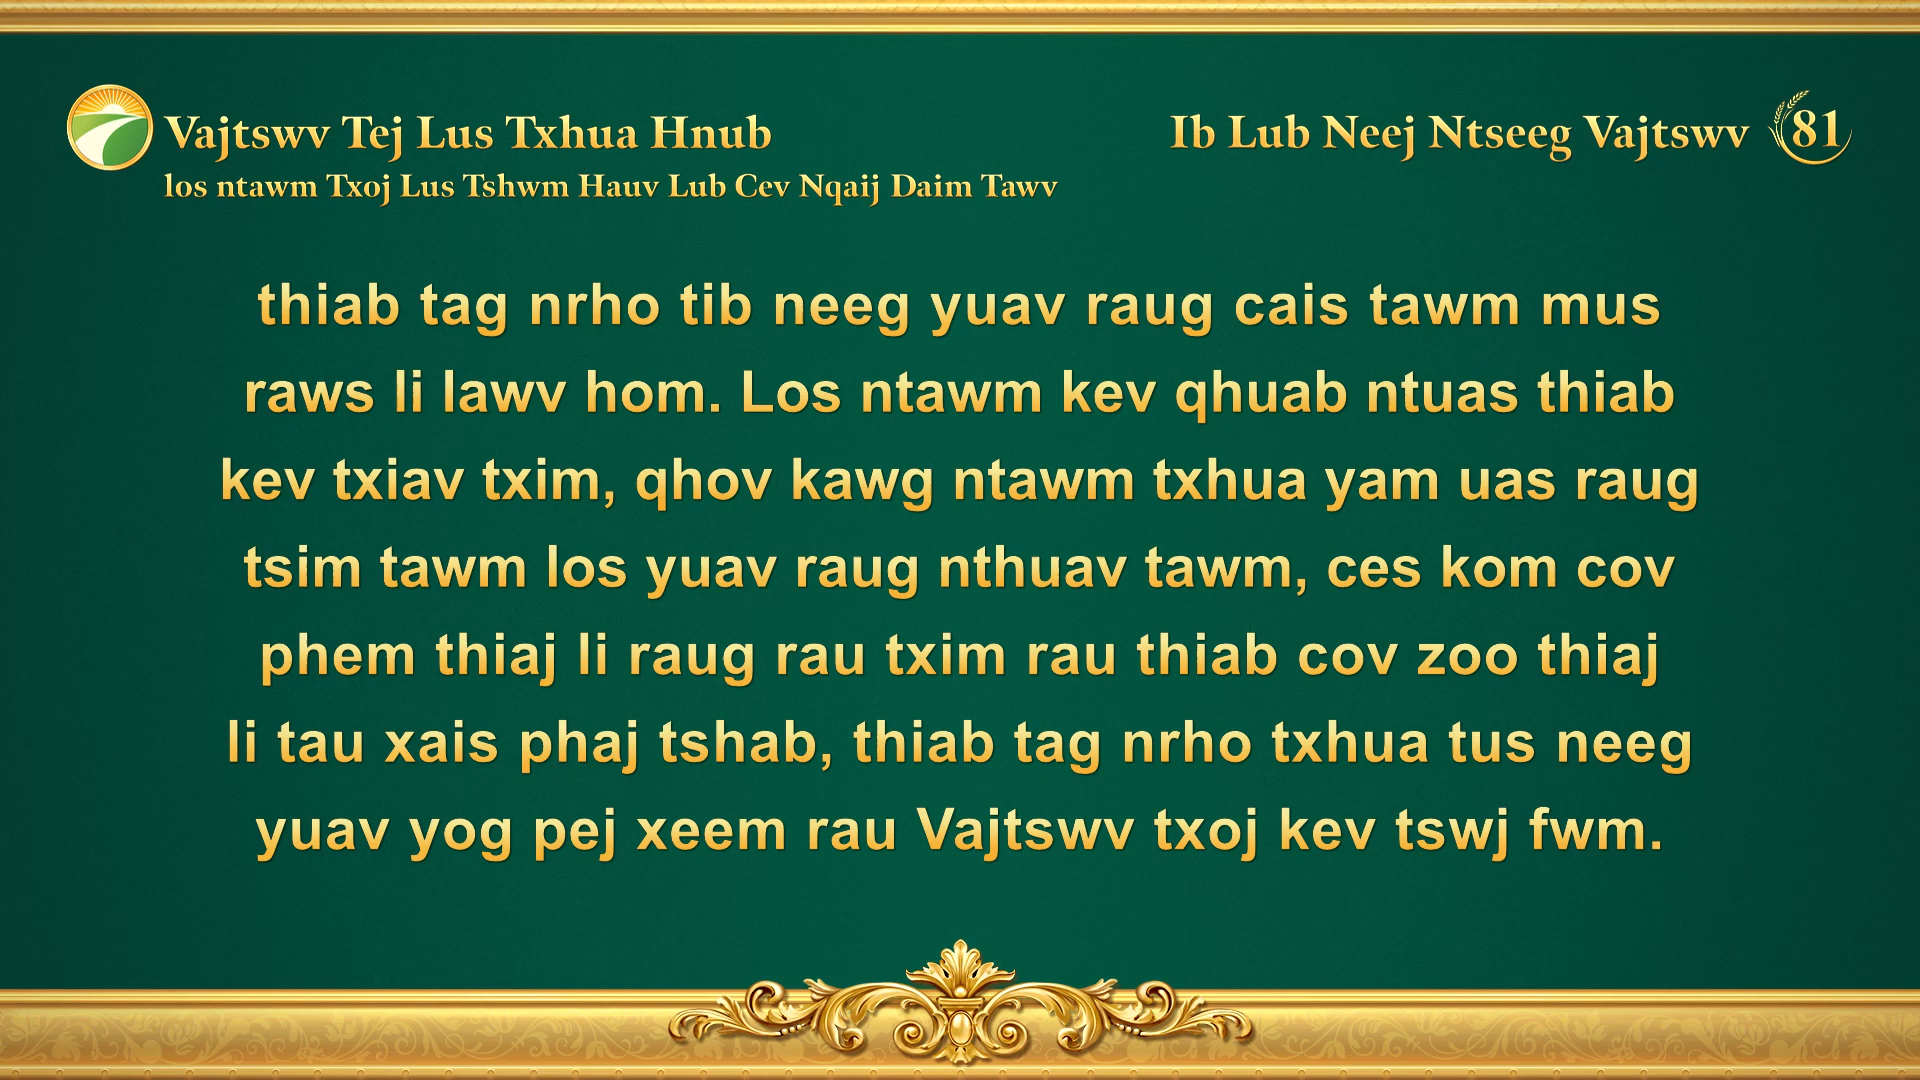 Vajtswv Tej Lus Txhua Hnub
los ntawm Txoj Lus Tshwm Hauv Lub Cev Nqaij Daim Tawv
Ib Lub Neej Ntseeg Vajtswv 81
thiab tag nrho tib neeg yuav raug cais tawm mus
raws li lawv hom. Los ntawm kev qhuab ntuas thiab
kev txiav txim, qhov kawg ntawm txhua yam uas raug
tsim tawm los yuav raug nthuav tawm, ces kom cov
phem thiaj li raug rau txim rau thiab cov zoo thiaj
li tau xais phaj tshab, thiab tag nrho txhua tus neeg
yuav yog pej xeem rau Vajtswv txoj kev tswj fwm.